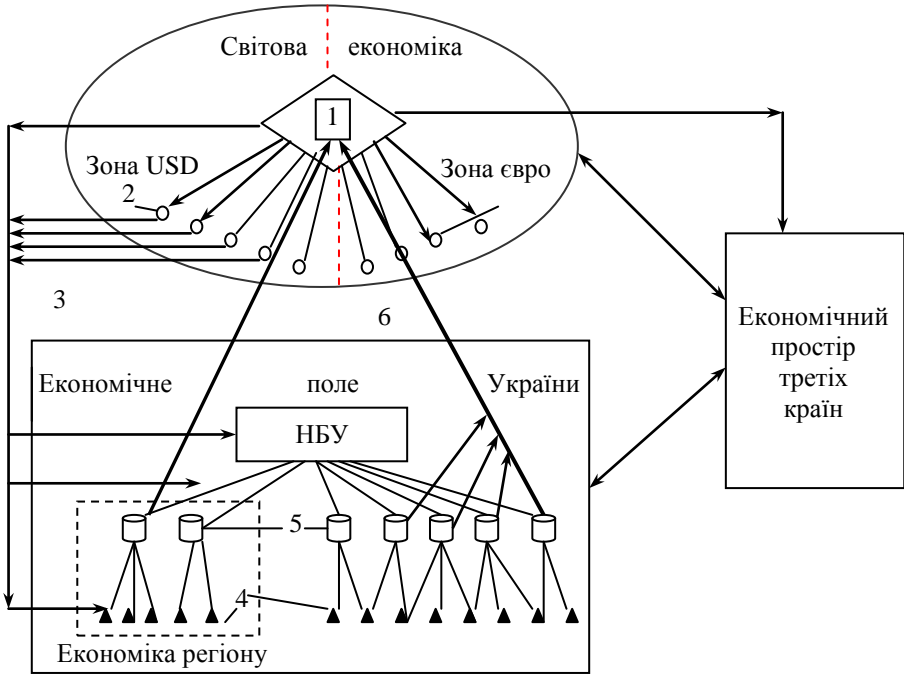 Світова економіка
1
Зона USD
Зона євро
2
3
6
Економічний
простір
третіх
країн
Економічне поле України
НБУ
5
4
Економіка регіону